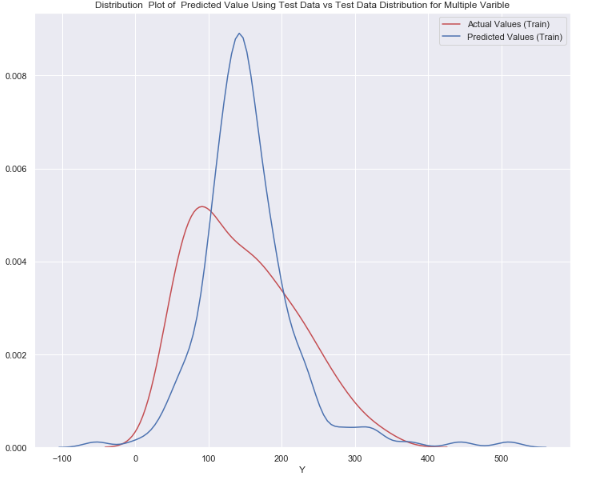 Distribution Plot of Predicted Value Using Test Data vs Test Data Distribution for Multiple Varible
Actual Values (Train)
Predicted Values (Train)
0.008
0.006
0.004
0.002
0.000
−100 0 100 200 300 400 500
Y